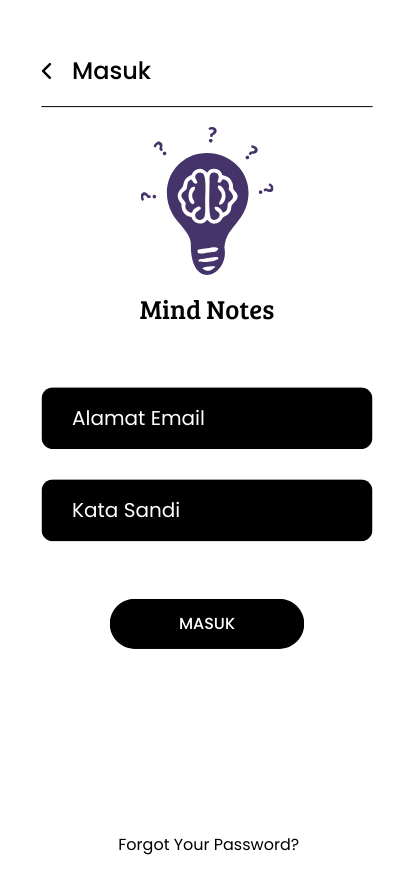 Masuk
? ? ? ? ?
Mind Notes
Alamat Email
Kata Sandi
MASUK
Forgot Your Password?